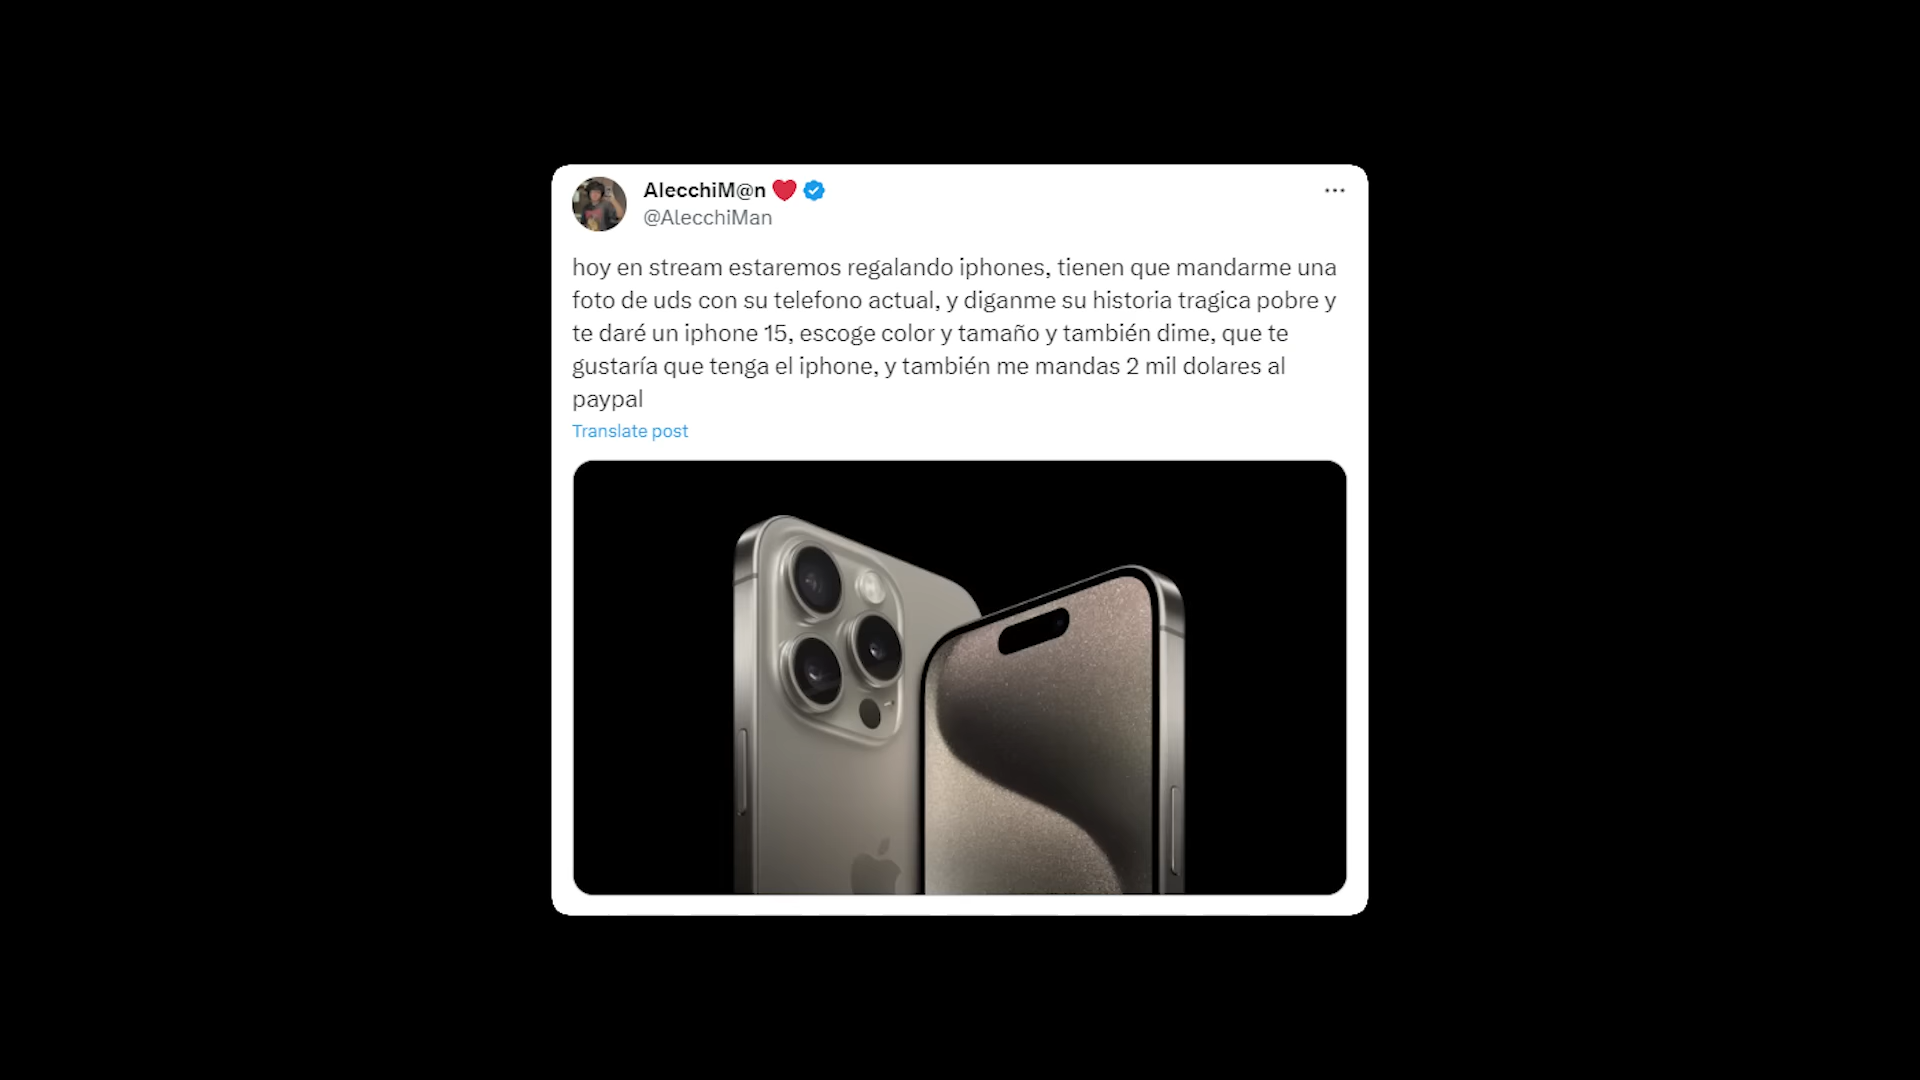 AlecchiM@n ❤️
@AlecchiMan
hoy en stream estaremos regalando iphones, tienen que mandarme una
foto de uds con su telefono actual, y diganme su historia tragica pobre y
te daré un iphone 15, escoge color y tamaño y también dime, que te
gustaría que tenga el iphone, y también me mandas 2 mil dolares al
paypal
Translate post